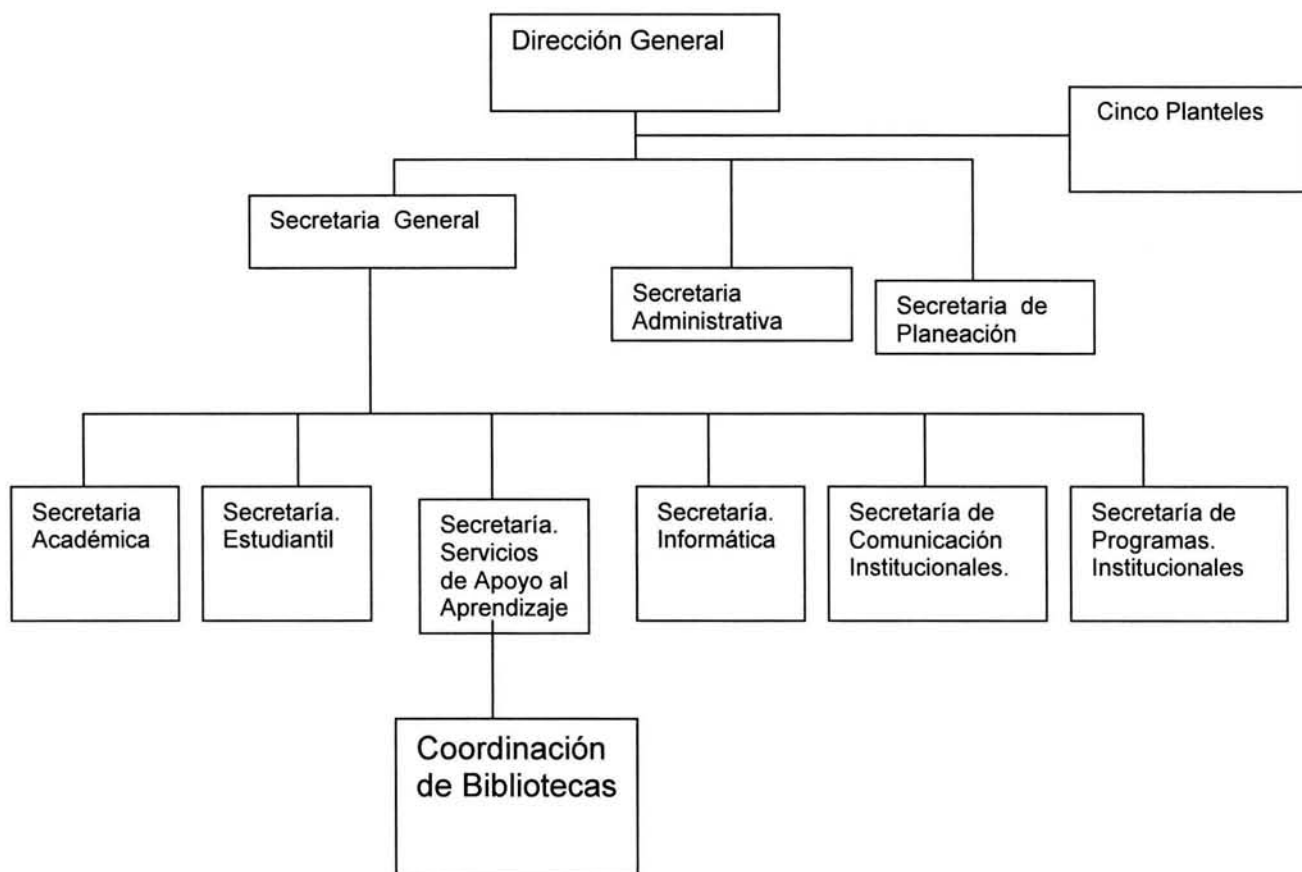 Dirección General
Cinco Planteles
Secretaria General
Secretaria
Administrativa
Secretaria de
Planeación
Secretaria
Académica
Secretaría.
Estudiantil
Secretaría.
Servicios
de Apoyo al
Aprendizaje
Secretaría.
Informática
Secretaría de
Comunicación
Institucionales.
Secretaría de
Programas.
Institucionales
Coordinación
de Bibliotecas